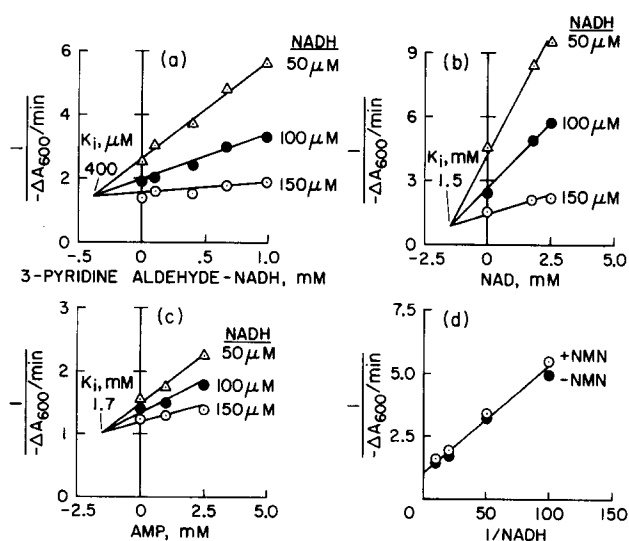 (a)
NADH
50 μM
100 μM
150 μM
Ki, μM
400
1
-ΔA600/min
6
4
2
0
-.5
0
.5
1.0
3-PYRIDINE ALDEHYDE-NADH, mM
(b)
NADH
50 μM
100 μM
150 μM
Ki, mM
1.5
1
-ΔA600/min
9
6
3
0
-2.5
0
2.5
5.0
NAD, mM
(c)
NADH
50 μM
100 μM
150 μM
Ki, mM
1.7
1
-ΔA600/min
3
2
1
0
-2.5
0
2.5
5.0
AMP, mM
(d)
+NMN
-NMN
1
-ΔA600/min
7.5
5.0
2.5
0
50
100
150
1/NADH